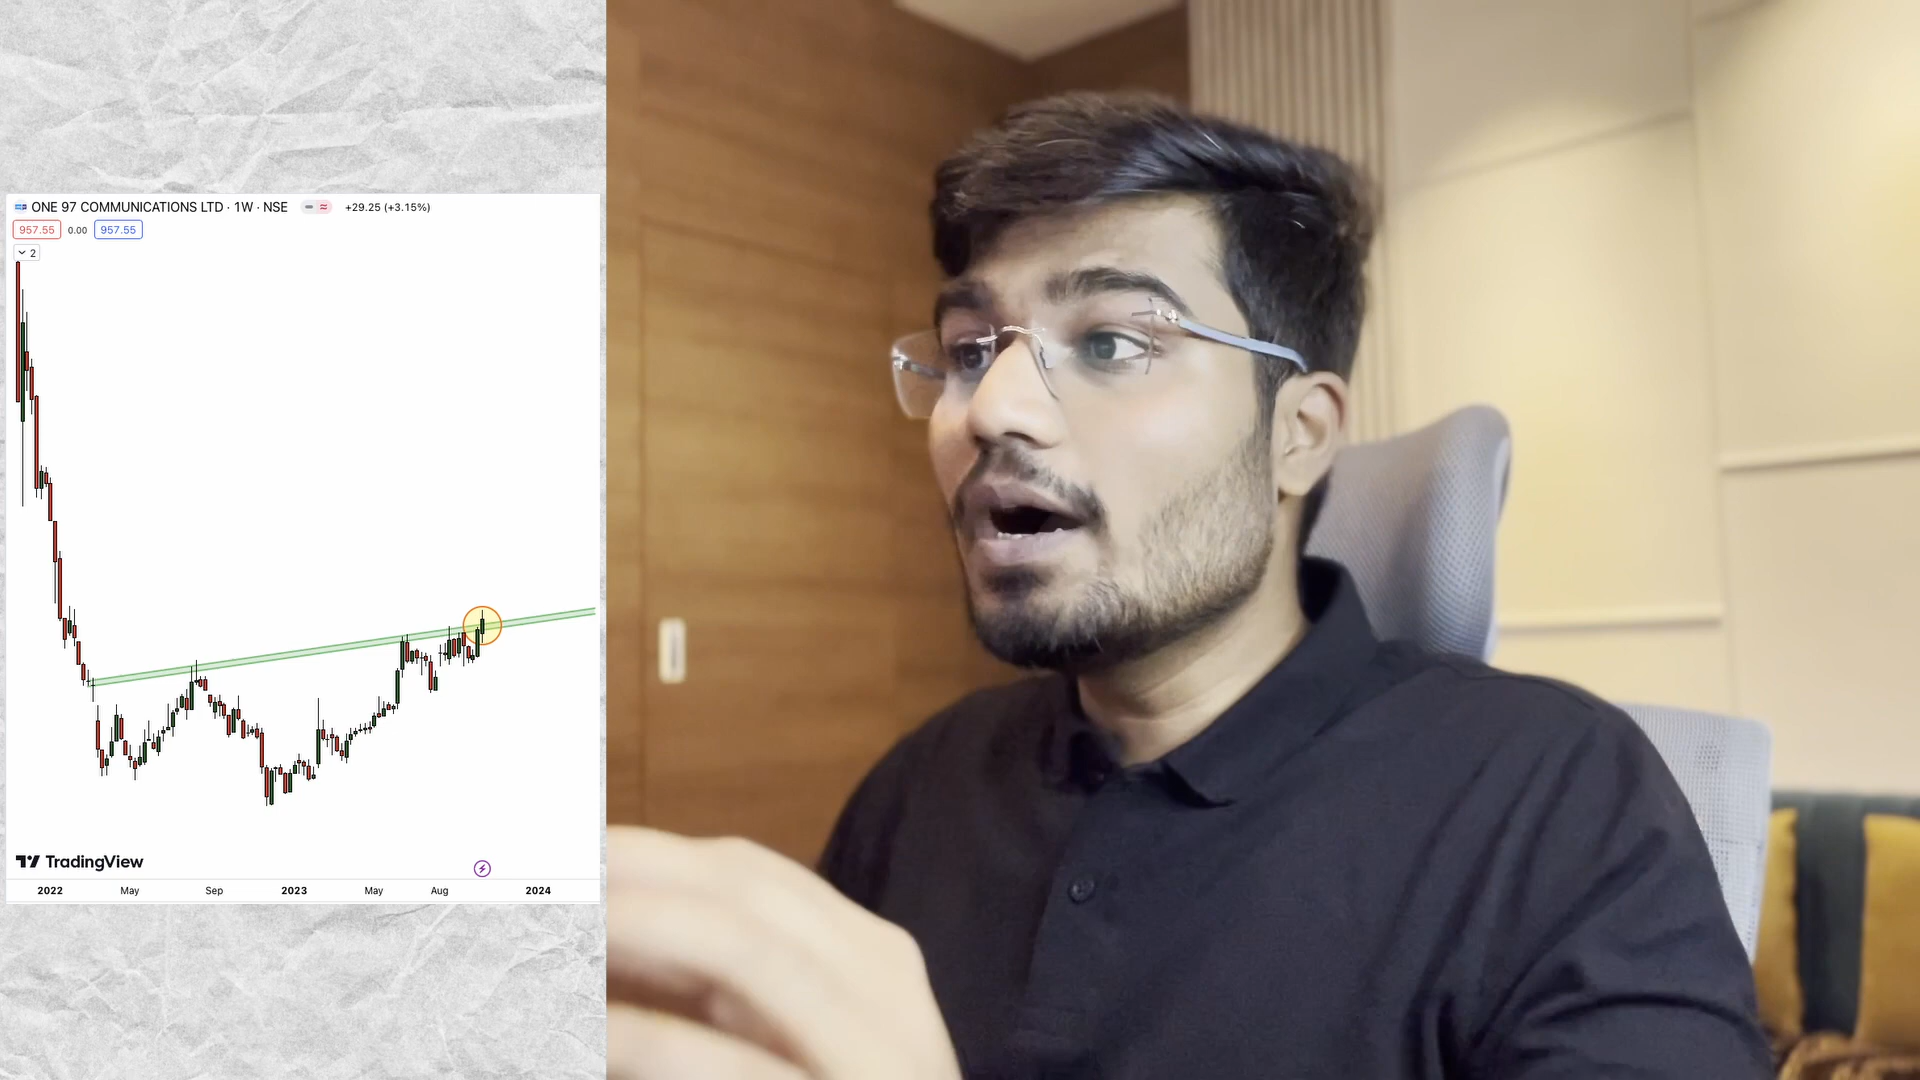 ONE 97 COMMUNICATIONS LTD · 1W · NSE +29.25 (+3.15%)
957.55 0.00 957.55
2
TradingView
2022 May Sep 2023 May Aug 2024